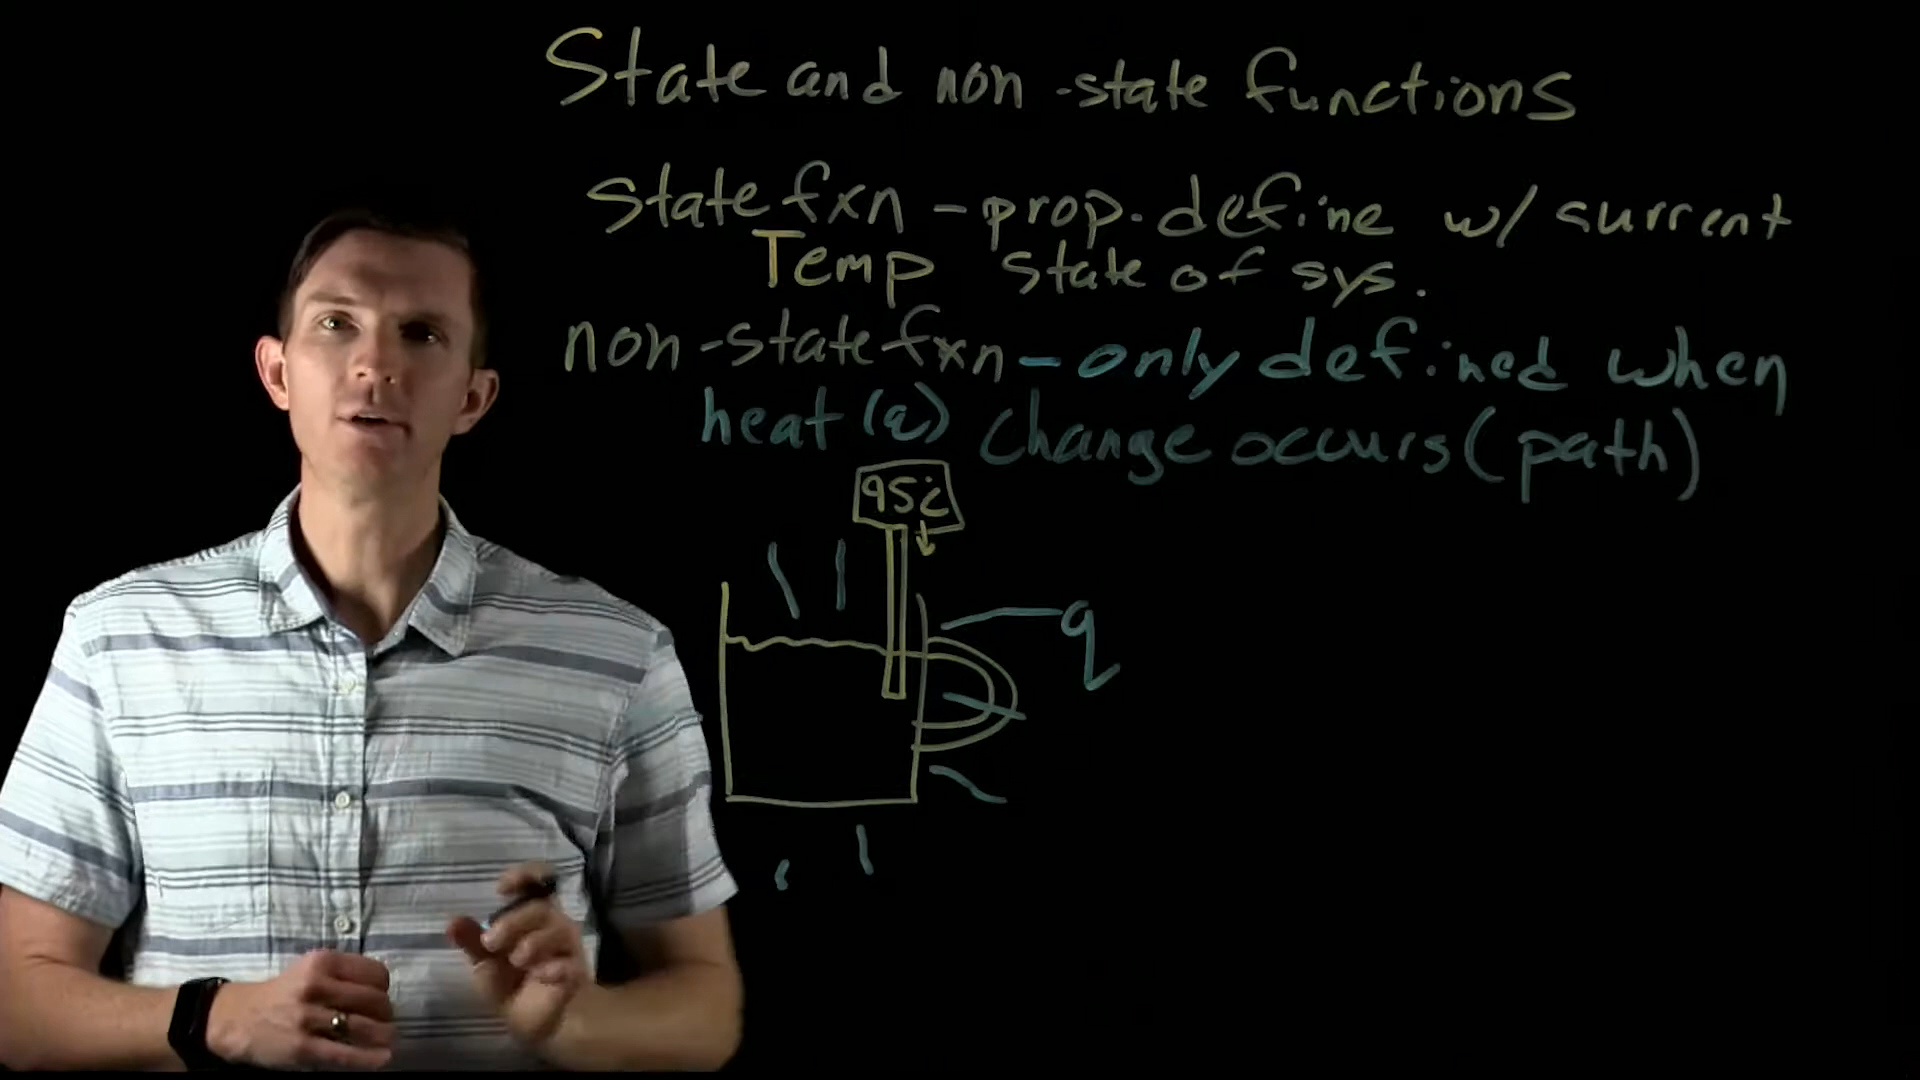 State and non-state functions
State fxn - prop. define w/ current
Temp state of sys.
non-state fxn - only defined when
heat (q) change occurs (path)
95°C
q